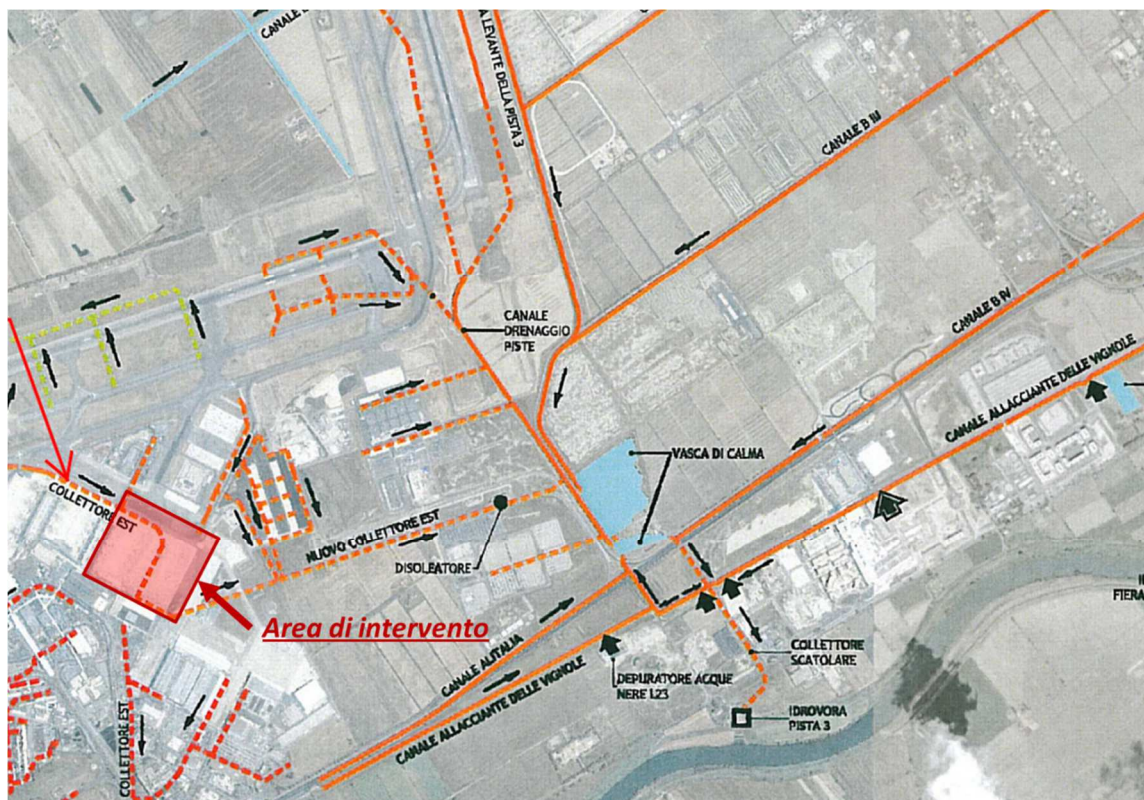 CANALE
A LEVANTE DELLA PISTA 3
CANALE B III
CANALE B IV
CANALE
DRENAGGIO
PISTE
CANALE ALLACCIANTE DELLE VIGNOLE
VASCA DI CALMA
COLLETTORE EST
NUOVO COLLETTORE EST
DISOLEATORE
Area di intervento
FIERA
COLLETTORE
SCATOLARE
CANALE ALITALIA
DEPURATORE ACQUE
NERE L23
CANALE ALLACCIANTE DELLE VIGNOLE
IDROVORA
PISTA 3
COLLETTORE EST